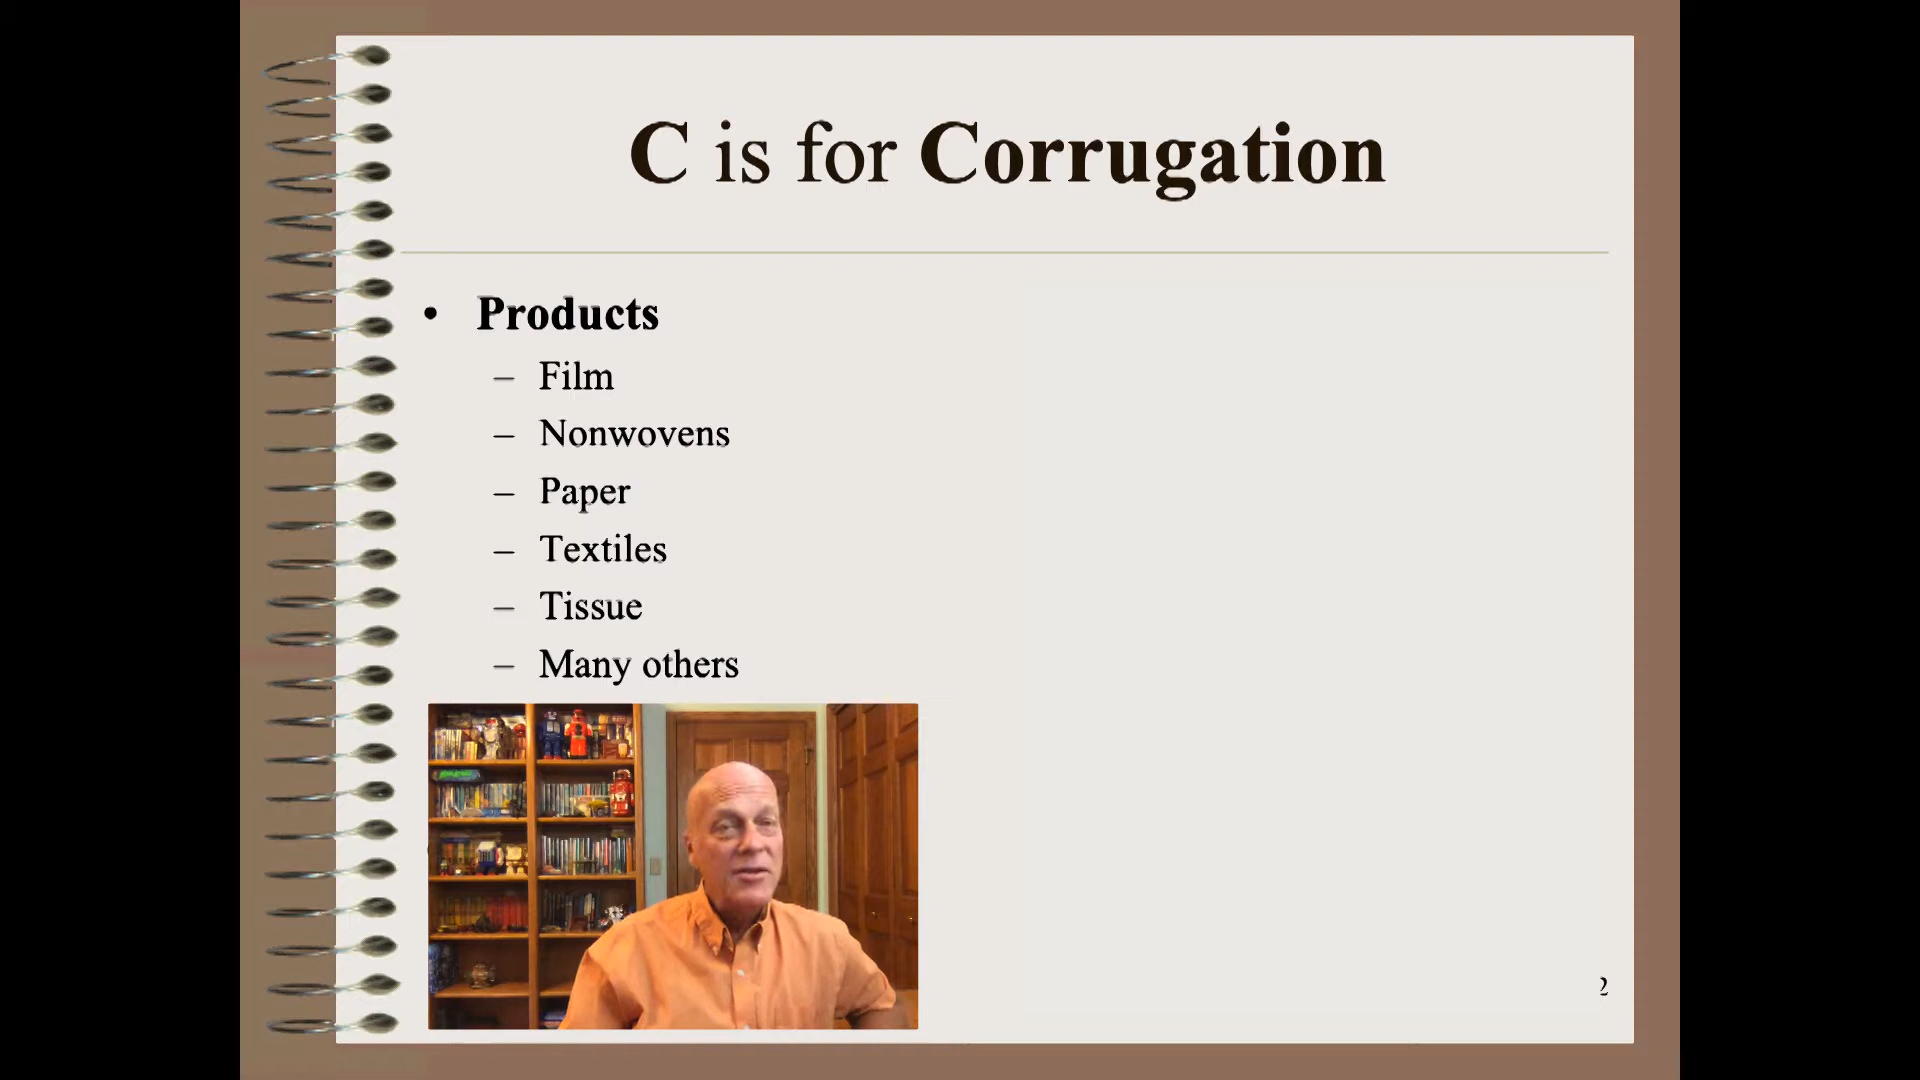 C is for Corrugation
• Products
– Film
– Nonwovens
– Paper
– Textiles
– Tissue
– Many others
2